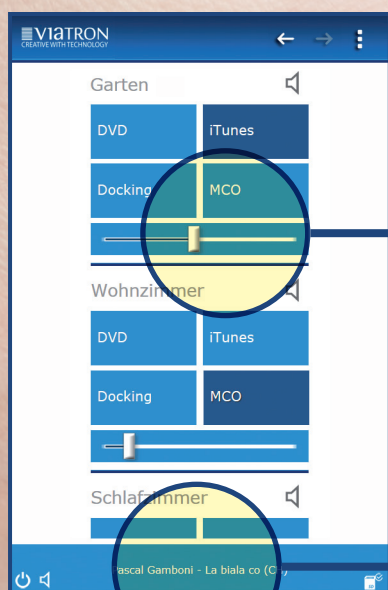 VIATRON
CREATIVE WITH TECHNOLOGY
Garten
DVD iTunes
Docking MCO
Wohnzimmer
DVD iTunes
Docking MCO
Schlafzimmer
Pascal Gamboni - La biala co (CH)